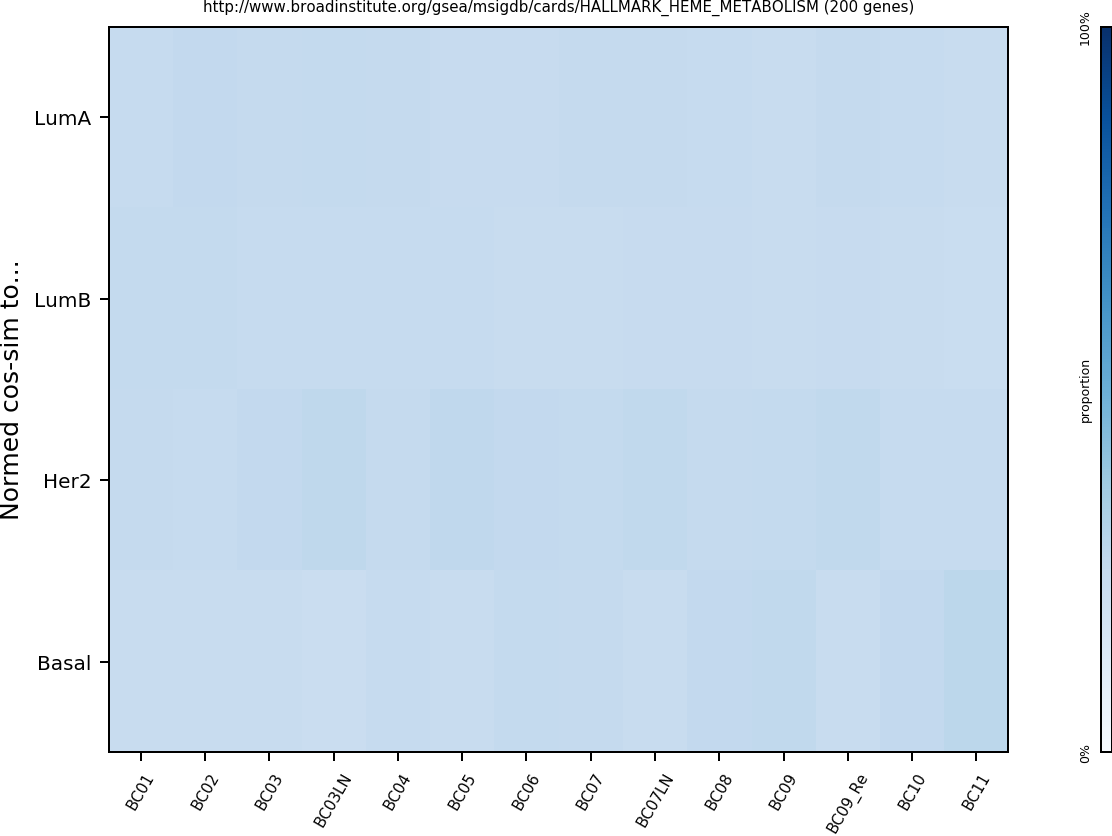 http://www.broadinstitute.org/gsea/msigdb/cards/HALLMARK_HEME_METABOLISM (200 genes)
100%
LumA
LumB
Her2
Basal
Normed cos-sim to...
proportion
0%
BC01
BC02
BC03
BC03LN
BC04
BC05
BC06
BC07
BC07LN
BC08
BC09
BC09_Re
BC10
BC11